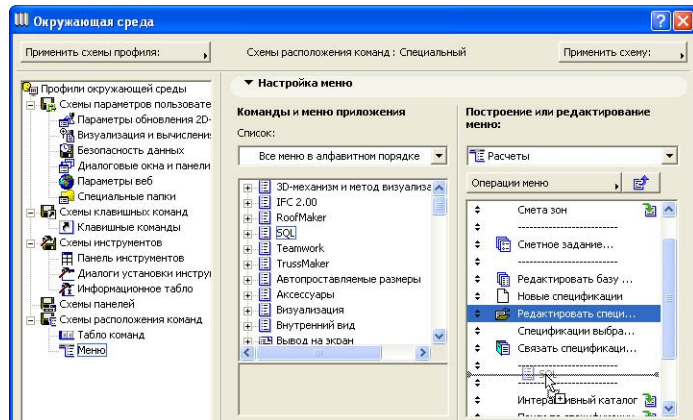 Окружающая среда
Применить схемы профиля:
Схемы расположения команд : Специальный
Применить схему:
Профили окружающей среды
Схемы параметров пользовате
Параметры обновления 2D-
Визуализация и вычислени
Безопасность данных
Диалоговые окна и панели
Параметры веб
Специальные папки
Схемы клавишных команд
Клавишные команды
Схемы инструментов
Панель инструментов
Диалоги установки инстру
Информационное табло
Схемы панелей
Схемы расположения команд
Табло команд
Меню
Настройка меню
Команды и меню приложения
Список:
Все меню в алфавитном порядке
3D-механизм и метод визуализа
IFC 2.00
RoofMaker
SQL
Teamwork
TrussMaker
Автопроставляемые размеры
Аксессуары
Визуализация
Внутренний вид
Вывод на экран
Построение или редактирование
меню:
Расчеты
Операции меню
Смета зон
------------------------
Сметное задание...
------------------------
Редактировать базу ...
Новые спецификации
Редактировать специ...
Спецификации выбра...
Связать спецификаци...
------------------------
SQL
------------------------
Интерактивный каталог